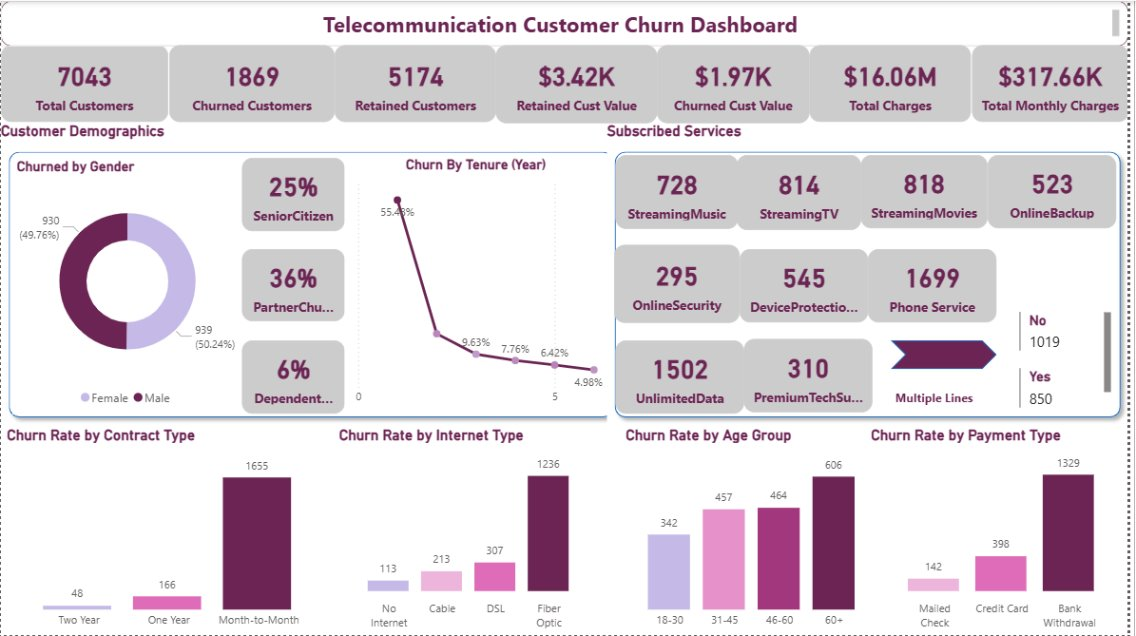 Telecommunication Customer Churn Dashboard
7043
Total Customers
1869
Churned Customers
5174
Retained Customers
$3.42K
Retained Cust Value
$1.97K
Churned Cust Value
$16.06M
Total Charges
$317.66K
Total Monthly Charges
Customer Demographics
Churned by Gender
930
(49.76%)
939
(50.24%)
Female
Male
25%
SeniorCitizen
36%
PartnerChu...
6%
Dependent...
Churn By Tenure (Year)
9.63%
7.76%
6.42%
4.98%
0
5
Subscribed Services
728
StreamingMusic
814
StreamingTV
818
StreamingMovies
523
OnlineBackup
295
OnlineSecurity
545
DeviceProtectio...
1699
Phone Service
1502
UnlimitedData
310
PremiumTechSu...
Multiple Lines
No
1019
Yes
850
Churn Rate by Contract Type
48
166
1655
Two Year
One Year
Month-to-Month
Churn Rate by Internet Type
113
213
307
1236
No
Internet
Cable
DSL
Fiber
Optic
Churn Rate by Age Group
342
457
464
606
18-30
31-45
46-60
60+
Churn Rate by Payment Type
142
398
1329
Mailed
Check
Credit Card
Bank
Withdrawal